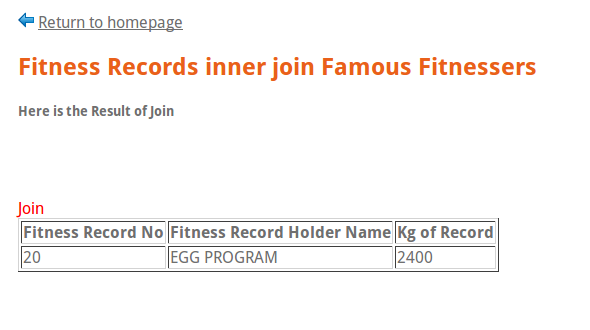 Return to homepage
Fitness Records inner join Famous Fitnessers
Here is the Result of Join
Join
Fitness Record No Fitness Record Holder Name Kg of Record
20 EGG PROGRAM 2400